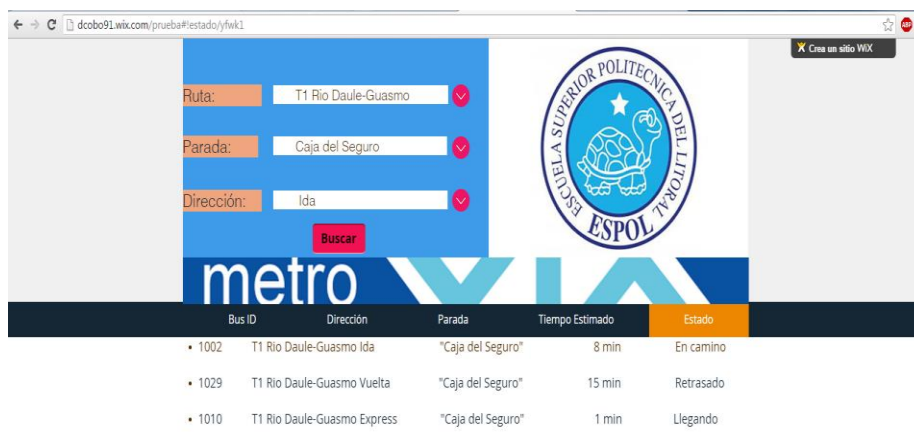 dcobo91.wix.com/prueba#!estado/yfwk1
ABP
X Crea un sitio WiX
Ruta:
T1 Rio Daule-Guasmo
Parada:
Caja del Seguro
Dirección:
Ida
Buscar
ESCUELA SUPERIOR POLITECNICA DEL LITORAL
ESPOL
metro VIA
Bus ID Dirección Parada Tiempo Estimado Estado
• 1002 T1 Rio Daule-Guasmo Ida "Caja del Seguro" 8 min En camino
• 1029 T1 Rio Daule-Guasmo Vuelta "Caja del Seguro" 15 min Retrasado
• 1010 T1 Rio Daule-Guasmo Express "Caja del Seguro" 1 min Llegando